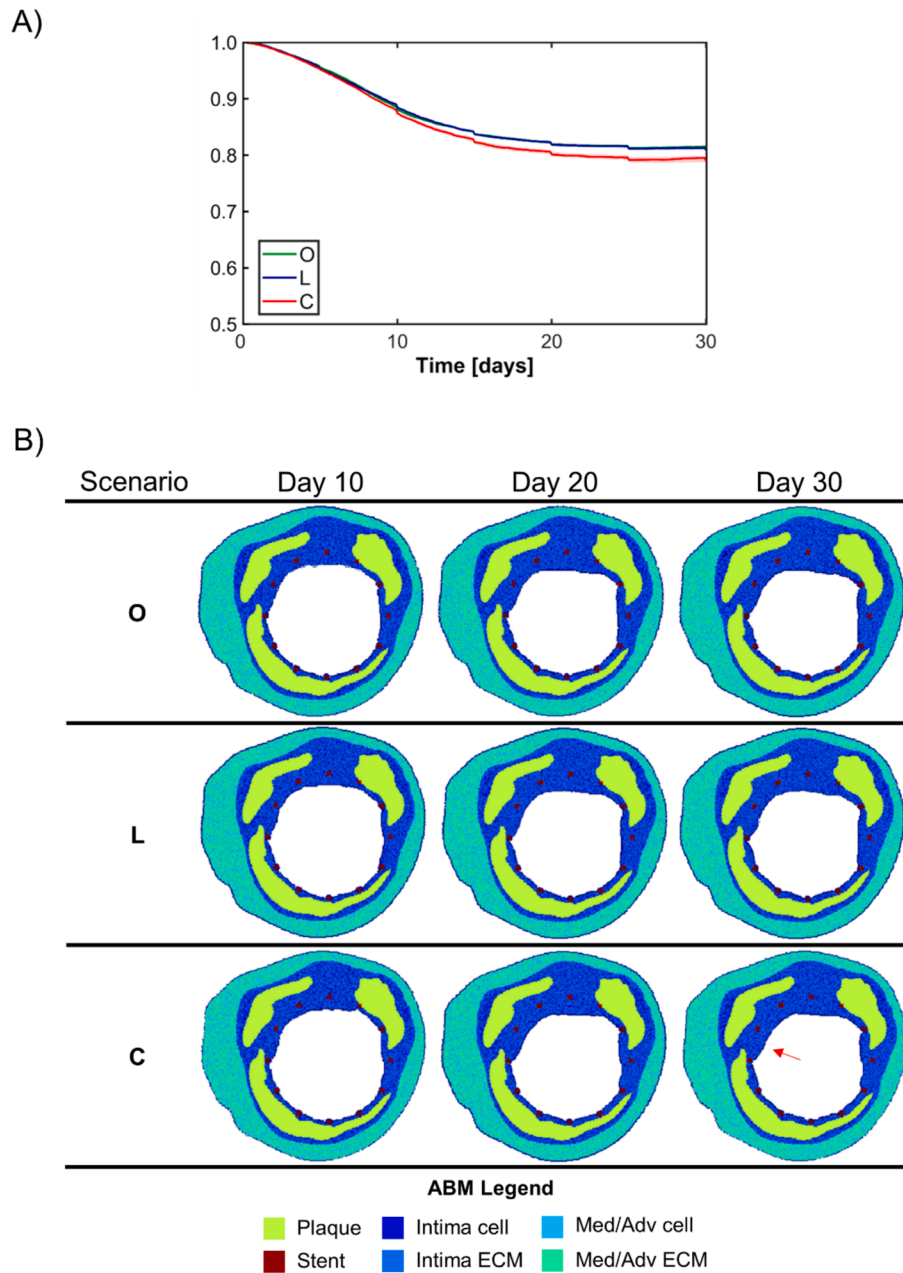 A)
1.0
0.9
0.8
0.7
0.6
0.5
O
L
C
0 10 20 30
Time [days]
B)
Scenario Day 10 Day 20 Day 30
O
L
C
ABM Legend
Plaque Intima cell Med/Adv cell
Stent Intima ECM Med/Adv ECM